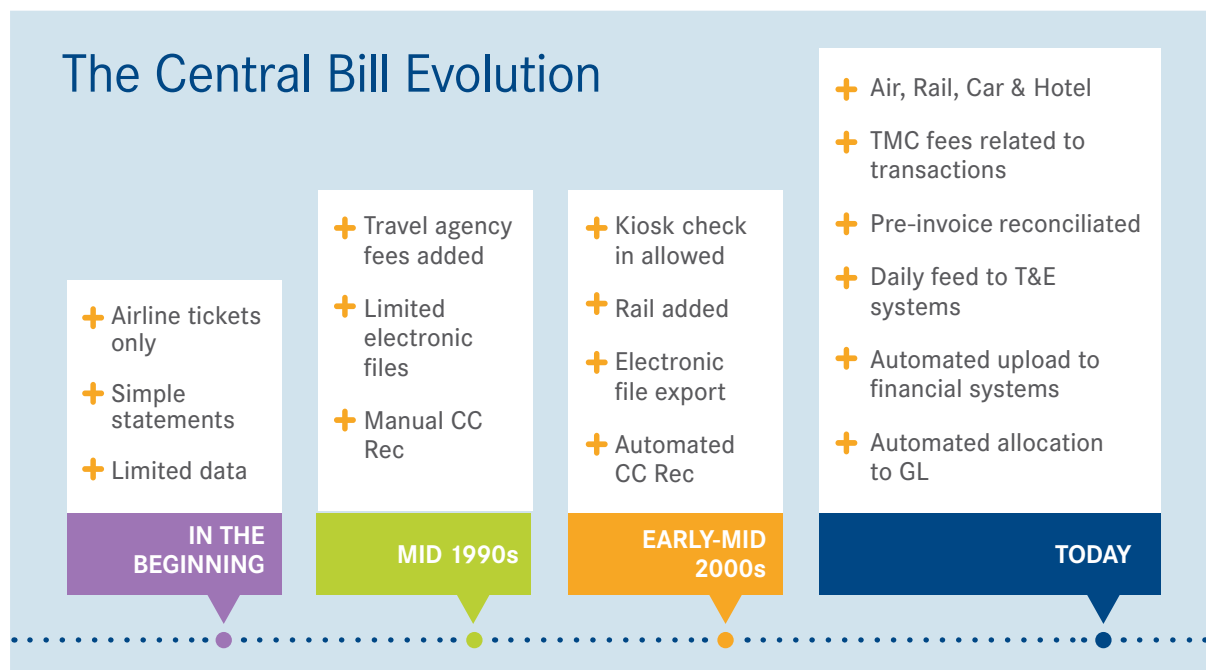 The Central Bill Evolution
Airline tickets
only
Simple
statements
Limited data
IN THE
BEGINNING
Travel agency
fees added
Limited
electronic
files
Manual CC
Rec
MID 1990s
Kiosk check
in allowed
Rail added
Electronic
file export
Automated
CC Rec
EARLY-MID
2000s
Air, Rail, Car & Hotel
TMC fees related to
transactions
Pre-invoice reconciliated
Daily feed to T&E
systems
Automated upload to
financial systems
Automated allocation
to GL
TODAY